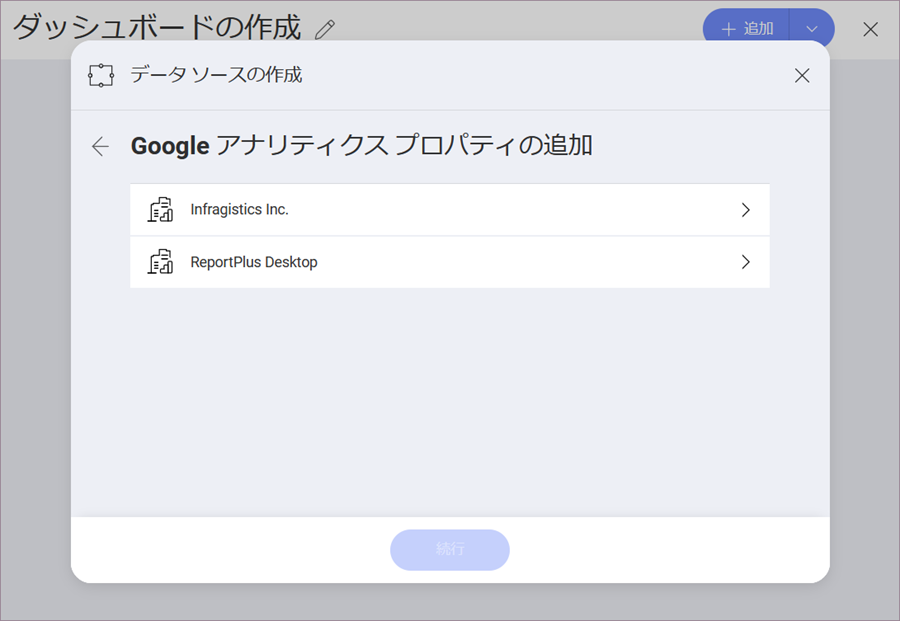 ダッシュボードの作成
追加
データ ソースの作成
Google アナリティクス プロパティの追加
Infragistics Inc.
ReportPlus Desktop
続行